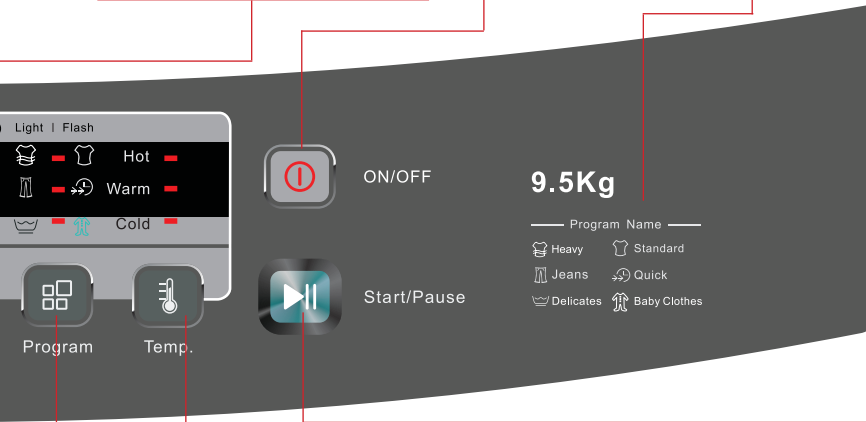 Light | Flash
Hot
Warm
Cold
Program
Temp.
ON/OFF
Start/Pause
9.5Kg
Program Name
Heavy
Standard
Jeans
Quick
Delicates
Baby Clothes